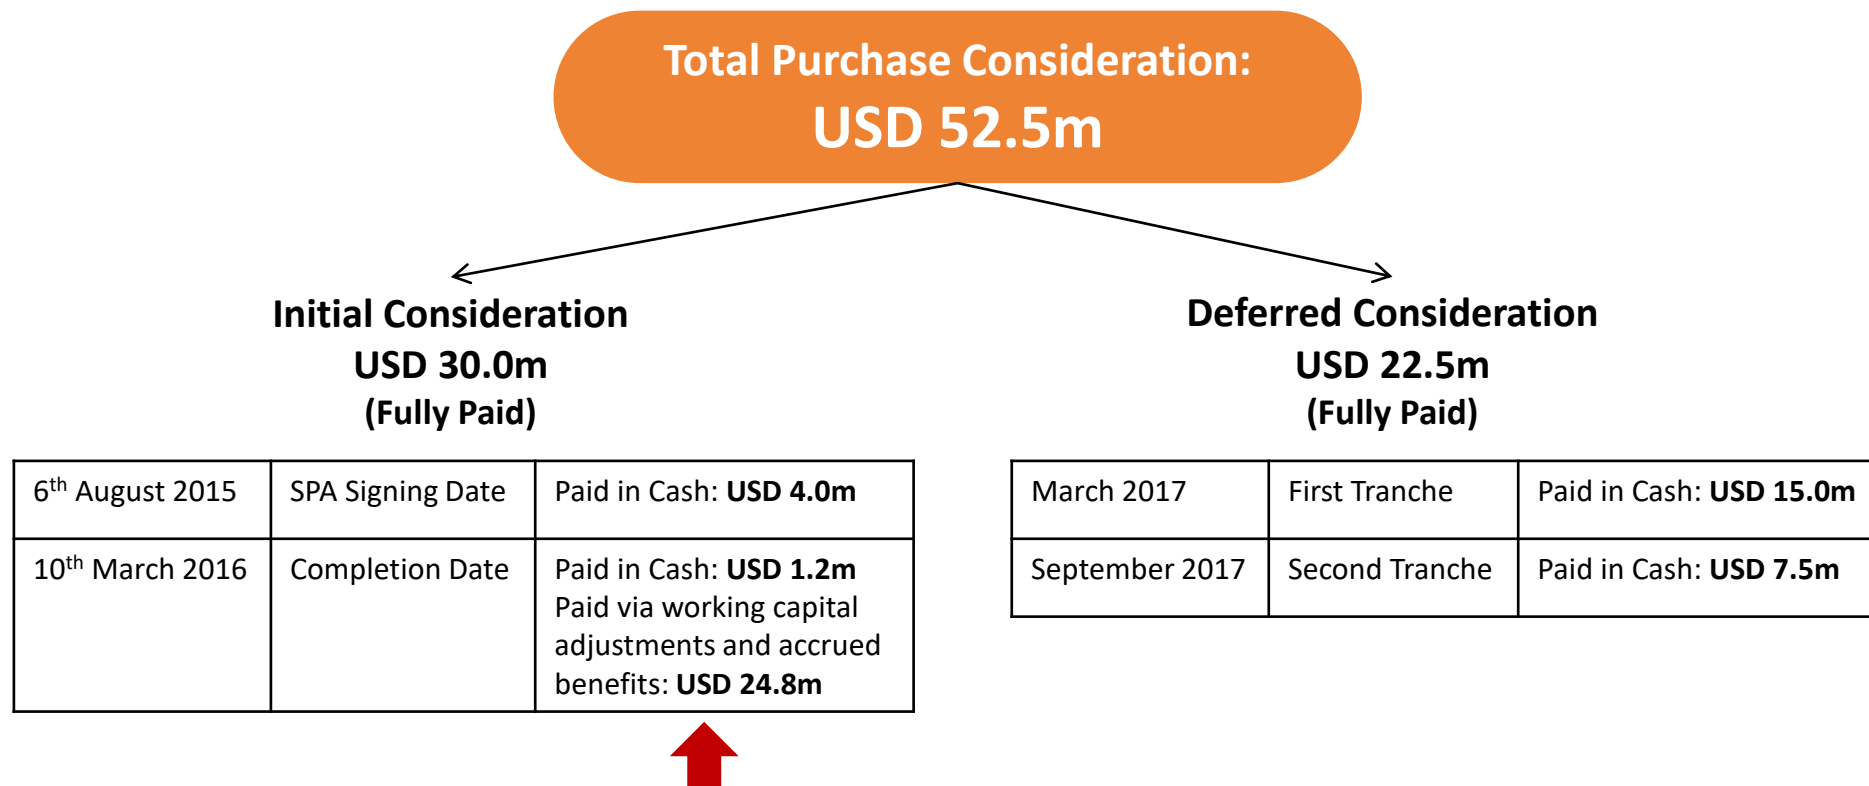 Total Purchase Consideration:
USD 52.5m
Initial Consideration
USD 30.0m
(Fully Paid)
6th August 2015
SPA Signing Date
Paid in Cash: USD 4.0m
10th March 2016
Completion Date
Paid in Cash: USD 1.2m
Paid via working capital
adjustments and accrued
benefits: USD 24.8m
Deferred Consideration
USD 22.5m
(Fully Paid)
March 2017
First Tranche
Paid in Cash: USD 15.0m
September 2017
Second Tranche
Paid in Cash: USD 7.5m